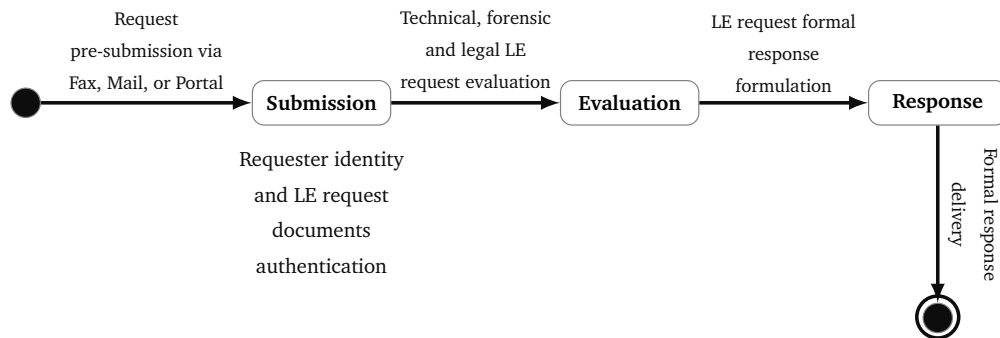 Request
pre-submission via
Fax, Mail, or Portal
Technical, forensic
and legal LE
request evaluation
LE request formal
response
formulation
Submission
Evaluation
Response
Requester identity
and LE request
documents
authentication
Formal response
delivery